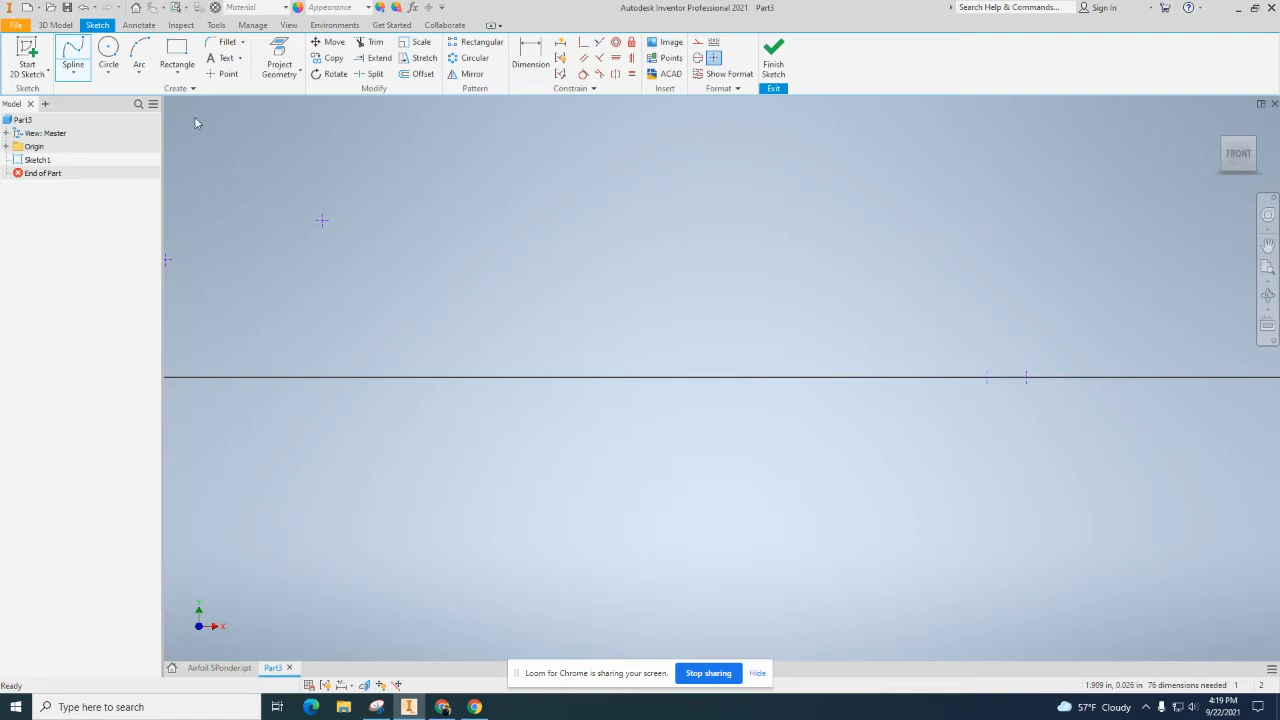 Material
Appearance
Autodesk Inventor Professional 2021 Part3
Search Help & Commands...
Sign In
File 3D Model Sketch Annotate Inspect Tools Manage View Environments Get Started Collaborate
Start
2D Sketch
Spline
Circle
Arc
Rectangle
Fillet
Text
Point
Project
Geometry
Move
Copy
Rotate
Trim
Extend
Split
Scale
Stretch
Offset
Rectangular
Circular
Mirror
Dimension
Image
Points
ACAD
Show Format
Finish
Sketch
Sketch Create Modify Pattern Constrain Insert Format Exit
Model
Part3
View: Master
Origin
Sketch1
End of Part
FRONT
Y
X
Airfoil SPonder.ipt Part3
Loom for Chrome is sharing your screen. Stop sharing Hide
Ready
1.909 in, 0.026 in 76 dimensions needed 1 2
Type here to search
57°F Cloudy
4:19 PM
9/22/2021